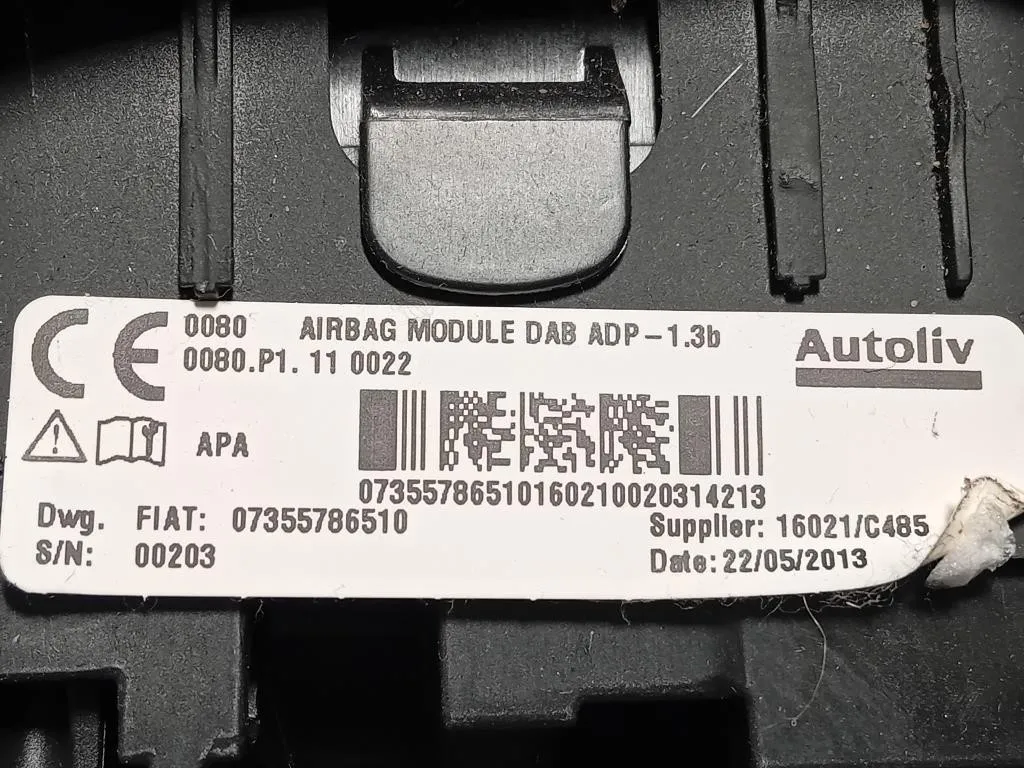 CE 0080 AIRBAG MODULE DAB ADP-1.3b
0080.P1. 11 0022
Autoliv
APA
07355786510160210020314213
Dwg. FIAT: 07355786510
S/N: 00203
Supplier: 16021/C485
Date: 22/05/2013